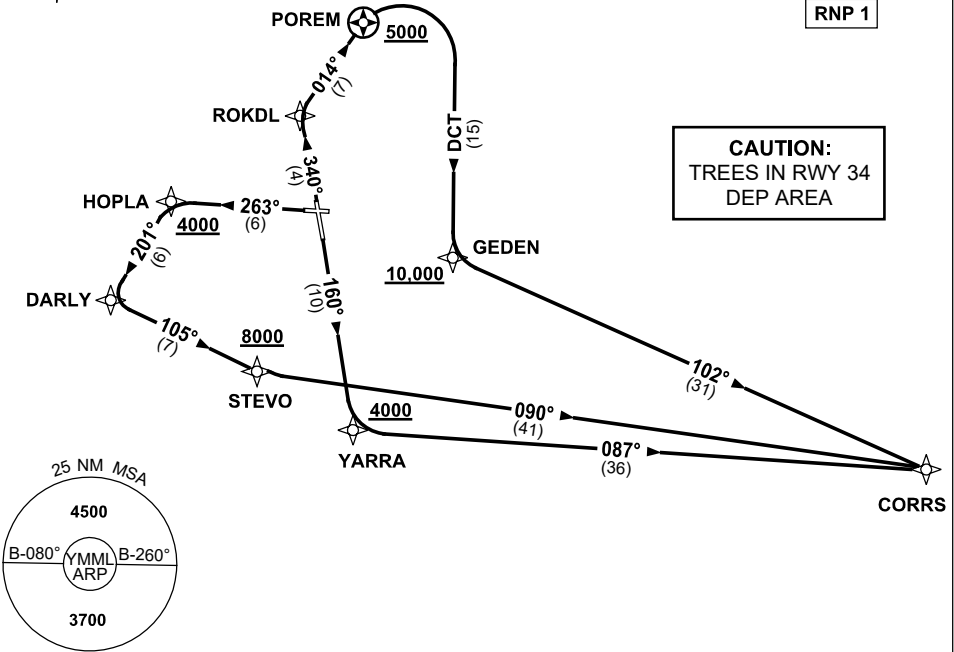 RNP 1
POREM
5000
014°
(7)
ROKDL
DCT
(15)
340°
(4)
CAUTION:
TREES IN RWY 34
DEP AREA
HOPLA
263°
(6)
4000
201°
(6)
GEDEN
10,000
160°
(10)
DARLY
105°
(7)
8000
STEVO
102°
(31)
4000
090°
(41)
YARRA
087°
(36)
CORRS
25 NM MSA
4500
B-080°
YMML
ARP
B-260°
3700